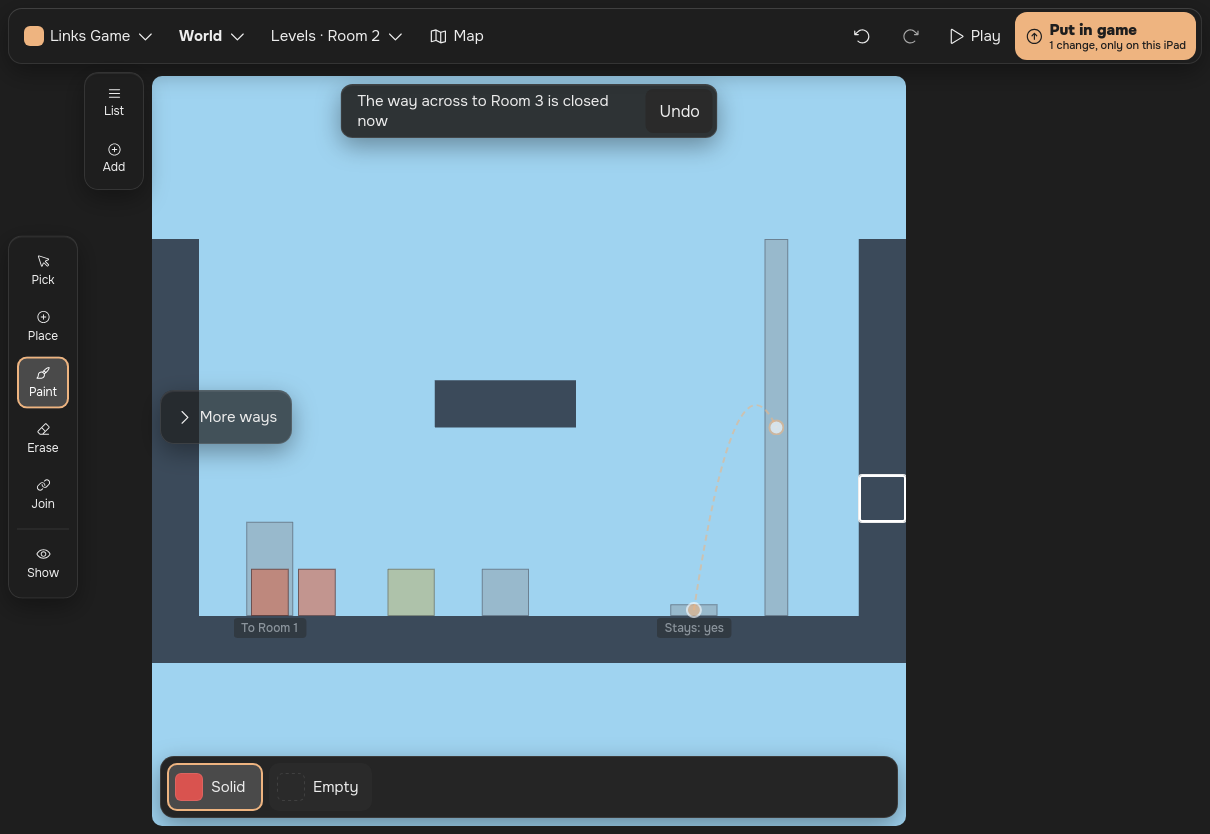 Links Game
World
Levels · Room 2
Map
Play
Put in game
1 change, only on this iPad
List
Add
The way across to Room 3 is closed
now
Undo
Pick
Place
Paint
Erase
Join
Show
More ways
To Room 1
Stays: yes
Solid
Empty